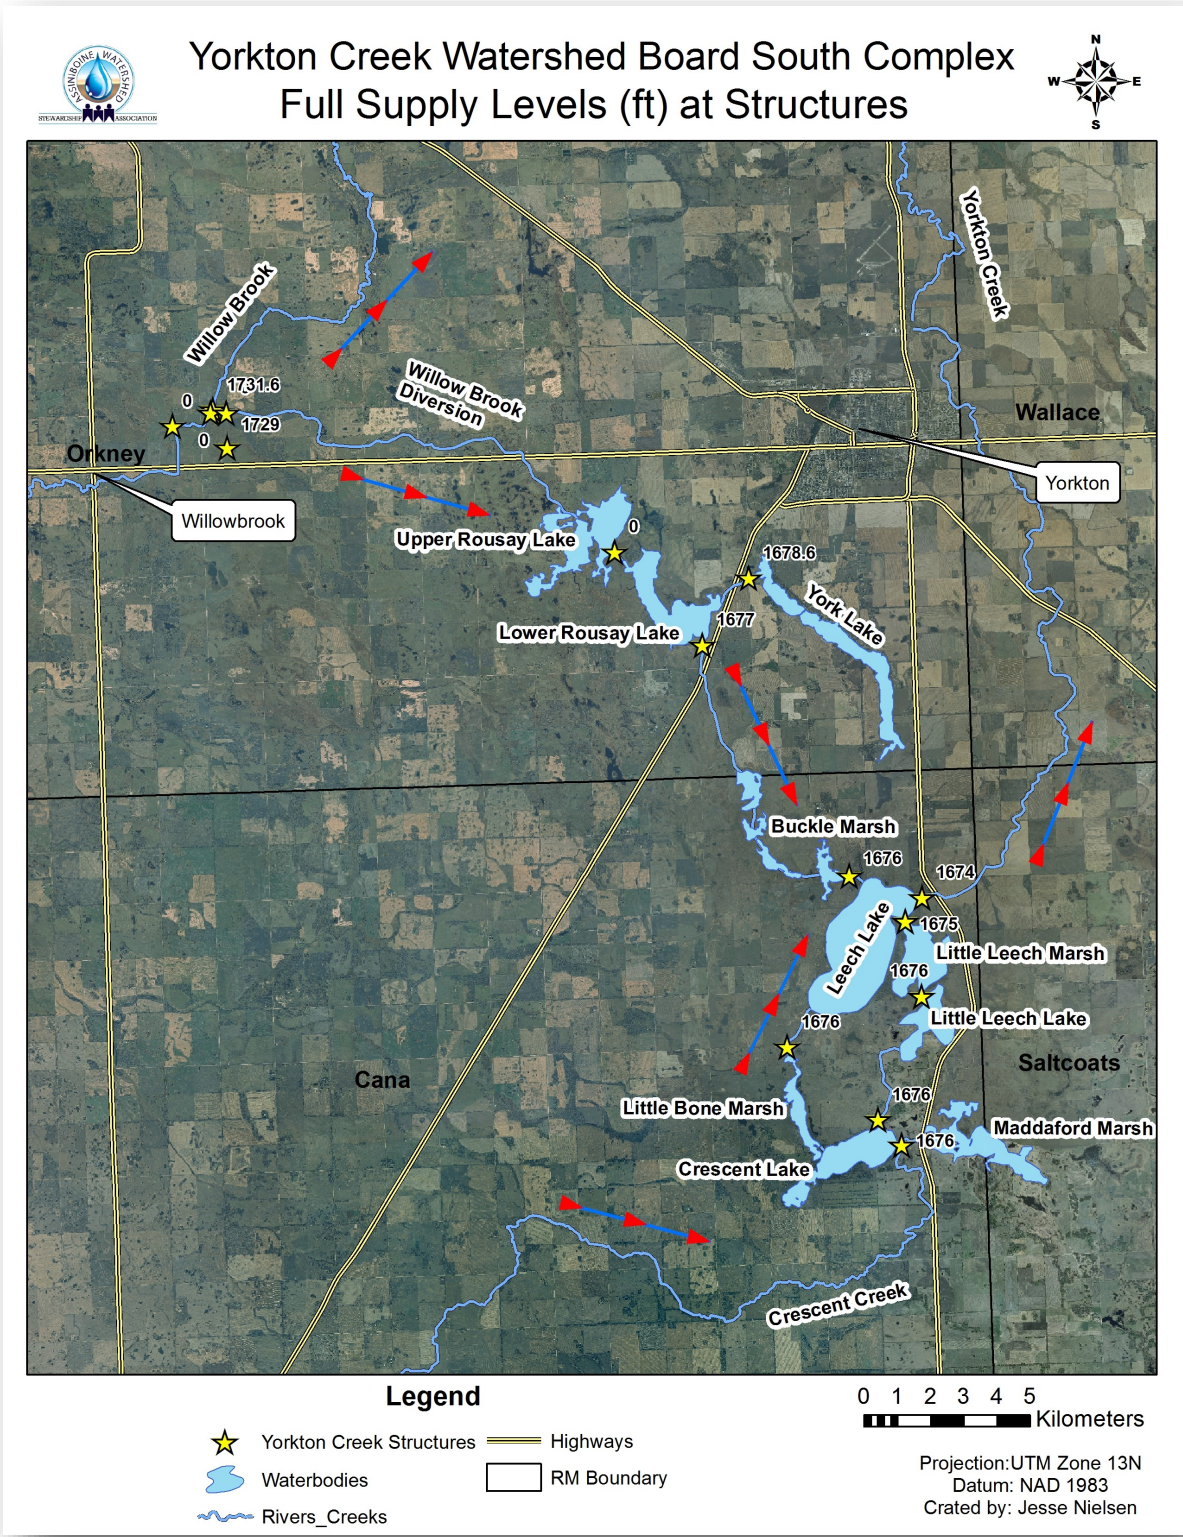 Yorkton Creek Watershed Board South Complex
Full Supply Levels (ft) at Structures
ASSINIBOINE WATERSHED
STEWARDSHIP ASSOCIATION
N
W E
S
Yorkton Creek
Willow Brook
Willow Brook
Diversion
1731.6
0
1729
0
Wallace
Orkney
Yorkton
Willowbrook
0
Upper Rousay Lake
1678.6
York Lake
1677
Lower Rousay Lake
Buckle Marsh
1676
1674
1675
Leech Lake
Little Leech Marsh
1676
Little Leech Lake
1676
Saltcoats
Cana
1676
Little Bone Marsh
Maddaford Marsh
1676
Crescent Lake
Crescent Creek
Legend
0 1 2 3 4 5
Kilometers
Yorkton Creek Structures
Highways
Waterbodies
RM Boundary
Rivers_Creeks
Projection:UTM Zone 13N
Datum: NAD 1983
Crated by: Jesse Nielsen